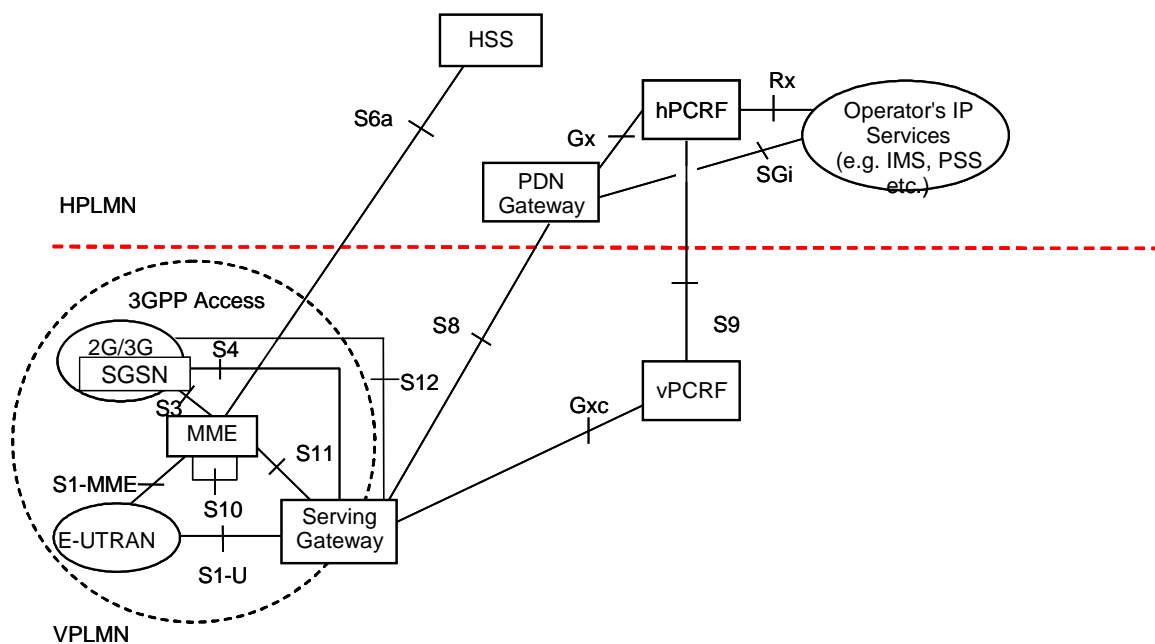 HSS
Rx
hPCRF
Operator's IP
Services
(e.g. IMS, PSS
etc.)
S6a
Gx
SGi
PDN
Gateway
HPLMN
3GPP Access
2G/3G
SGSN
S4
S8
S9
S12
S3
vPCRF
Gxc
MME
S11
S1-MME
S10
Serving
Gateway
E-UTRAN
S1-U
VPLMN